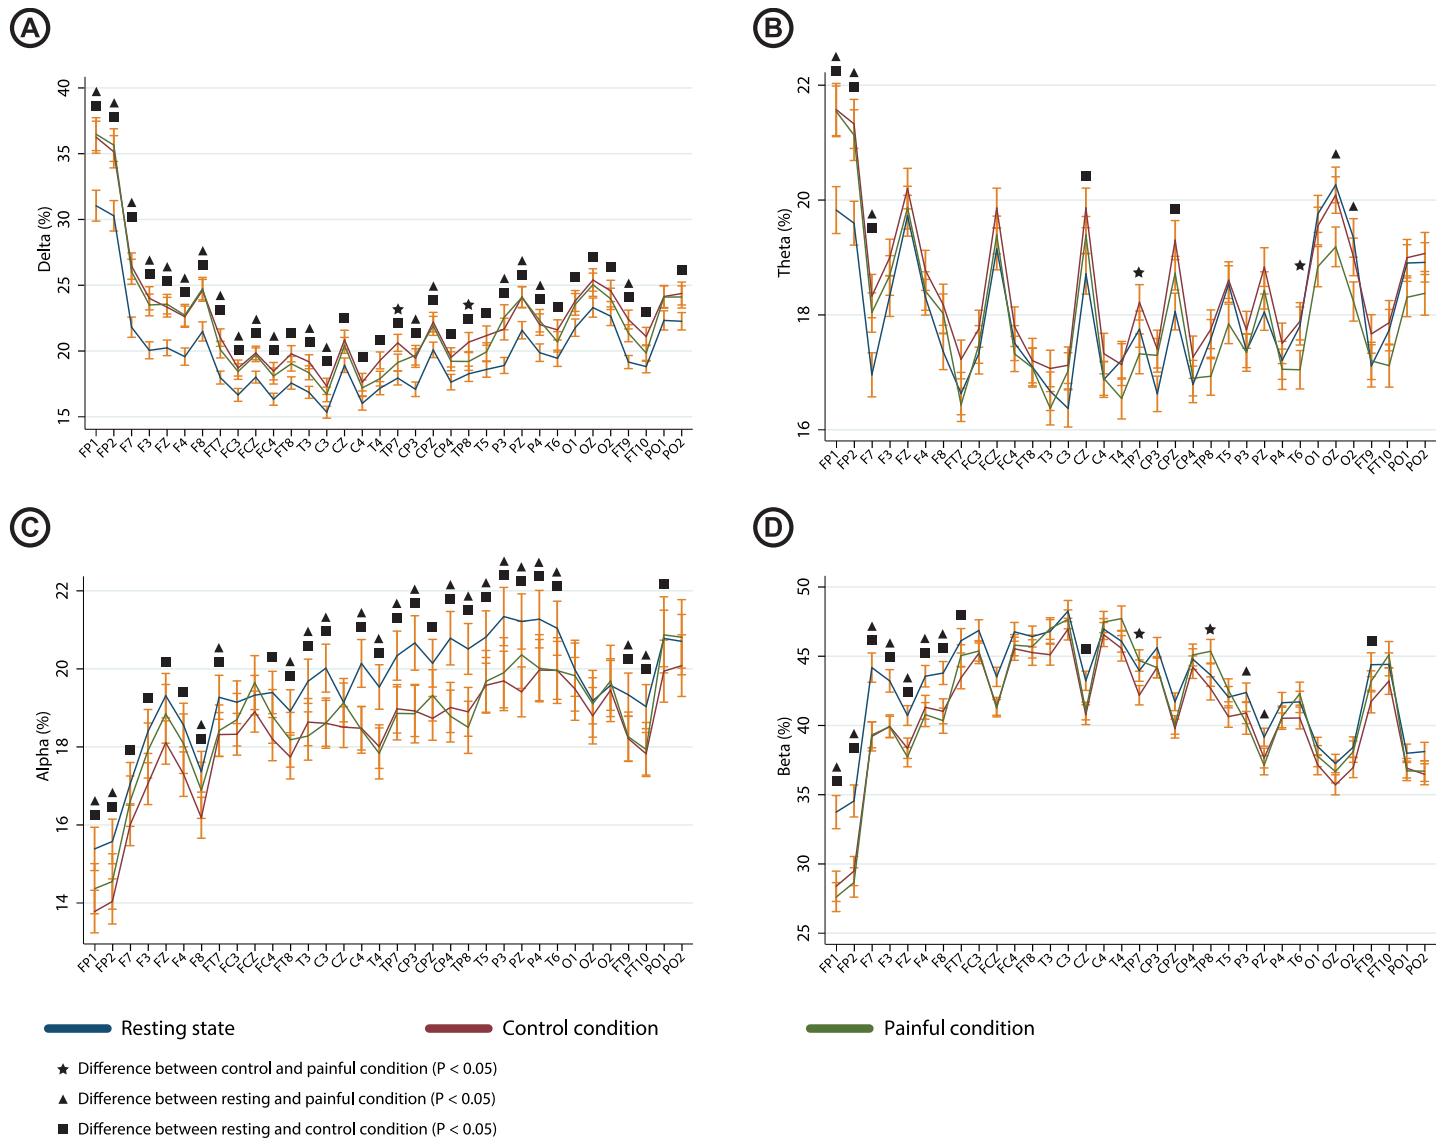 A
Delta (%)
40
35
30
25
20
15
FP1 FP2 F7 F3 FZ F4 F8 FT7 FC3 FCZ FC4 FT8 T3 C3 CZ C4 T4 TP7 CP3 CPZ CP4 TP8 T5 P3 PZ P4 T6 O1 OZ O2 FT9 FT10 PO1 PO2
B
Theta (%)
22
20
18
16
FP1 FP2 F7 F3 FZ F4 F8 FT7 FC3 FCZ FC4 FT8 T3 C3 CZ C4 T4 TP7 CP3 CPZ CP4 TP8 T5 P3 PZ P4 T6 O1 OZ O2 FT9 FT10 PO1 PO2
C
Alpha (%)
22
20
18
16
14
FP1 FP2 F7 F3 FZ F4 F8 FT7 FC3 FCZ FC4 FT8 T3 C3 CZ C4 T4 TP7 CP3 CPZ CP4 TP8 T5 P3 PZ P4 T6 O1 OZ O2 FT9 FT10 PO1 PO2
D
Beta (%)
50
45
40
35
30
25
FP1 FP2 F7 F3 FZ F4 F8 FT7 FC3 FCZ FC4 FT8 T3 C3 CZ C4 T4 TP7 CP3 CPZ CP4 TP8 T5 P3 PZ P4 T6 O1 OZ O2 FT9 FT10 PO1 PO2
Resting state
Control condition
Painful condition
Difference between control and painful condition (P < 0.05)
Difference between resting and painful condition (P < 0.05)
Difference between resting and control condition (P < 0.05)